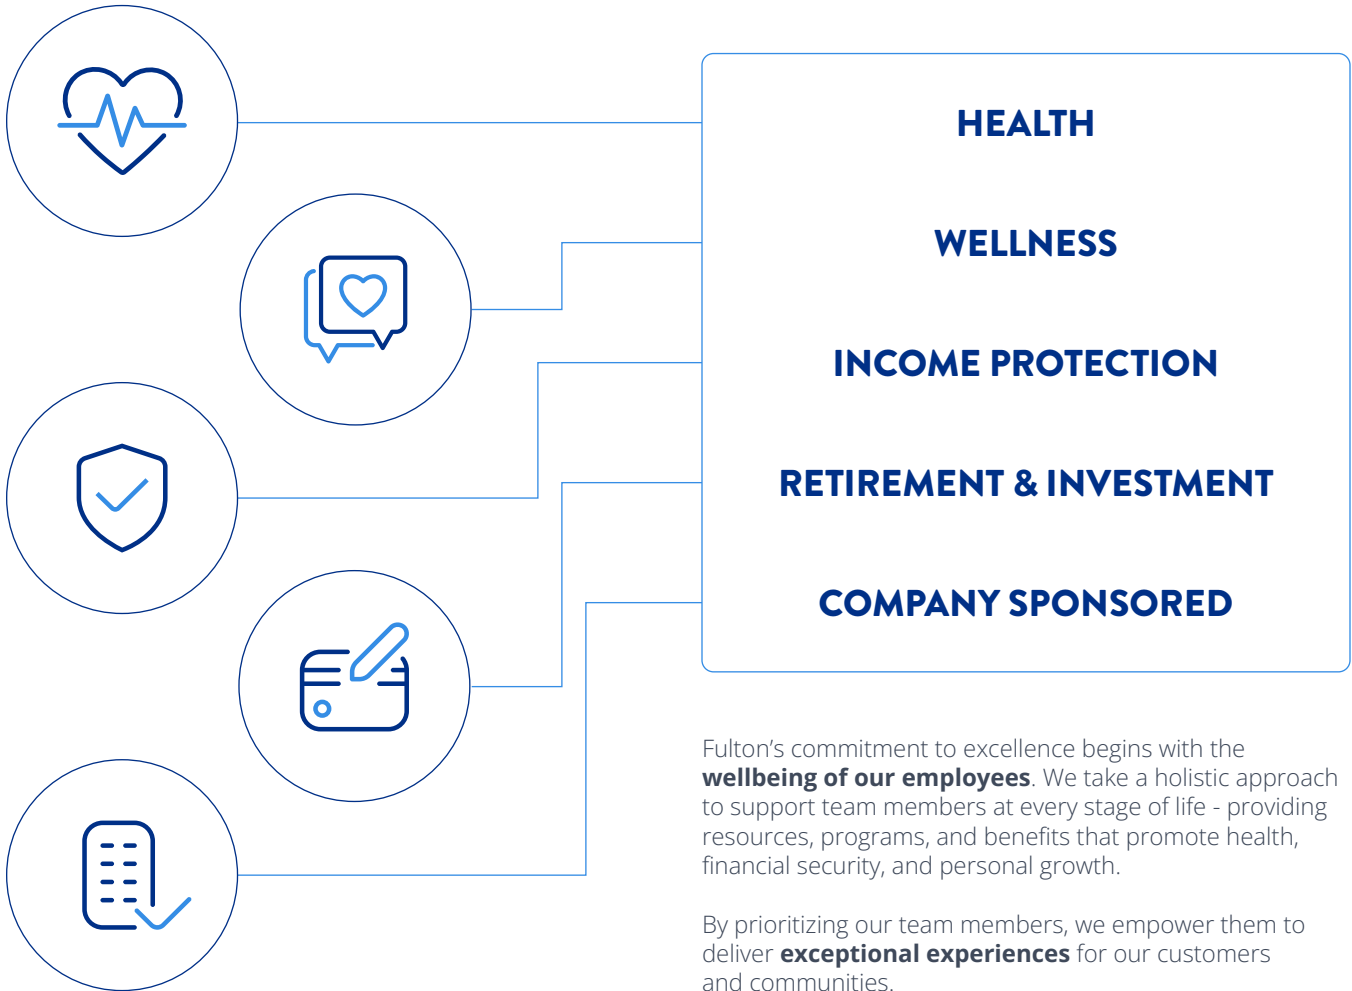 HEALTH
WELLNESS
INCOME PROTECTION
RETIREMENT & INVESTMENT
COMPANY SPONSORED
Fulton’s commitment to excellence begins with the
wellbeing of our employees. We take a holistic approach
to support team members at every stage of life - providing
resources, programs, and benefits that promote health,
financial security, and personal growth.
By prioritizing our team members, we empower them to
deliver exceptional experiences for our customers
and communities.